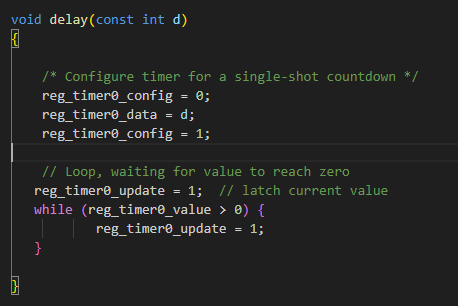 void delay(const int d)
{
/* Configure timer for a single-shot countdown */
reg_timer0_config = 0;
reg_timer0_data = d;
reg_timer0_config = 1;
// Loop, waiting for value to reach zero
reg_timer0_update = 1;  // latch current value
while (reg_timer0_value > 0) {
reg_timer0_update = 1;
}
}